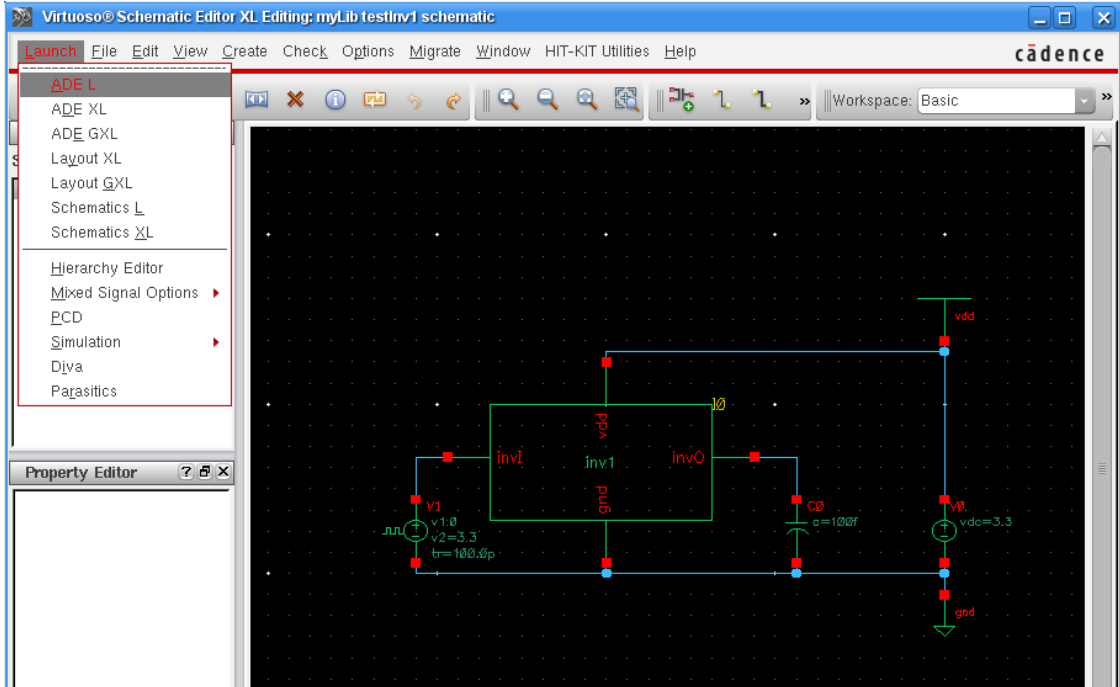 Virtuoso® Schematic Editor XL Editing: myLib testInv1 schematic
Launch File Edit View Create Check Options Migrate Window HIT-KIT Utilities Help
cādence
ADE L
ADE XL
ADE GXL
Layout XL
Layout GXL
Schematics L
Schematics XL
Hierarchy Editor
Mixed Signal Options
PCD
Simulation
Diva
Parasitics
» Workspace: Basic »
Property Editor
vdd
I0
vdd
invI inv1 invO
gnd
V1
v1:0
v2=3.3
tr=100.0p
C0
c=100f
V0
vdc=3.3
gnd